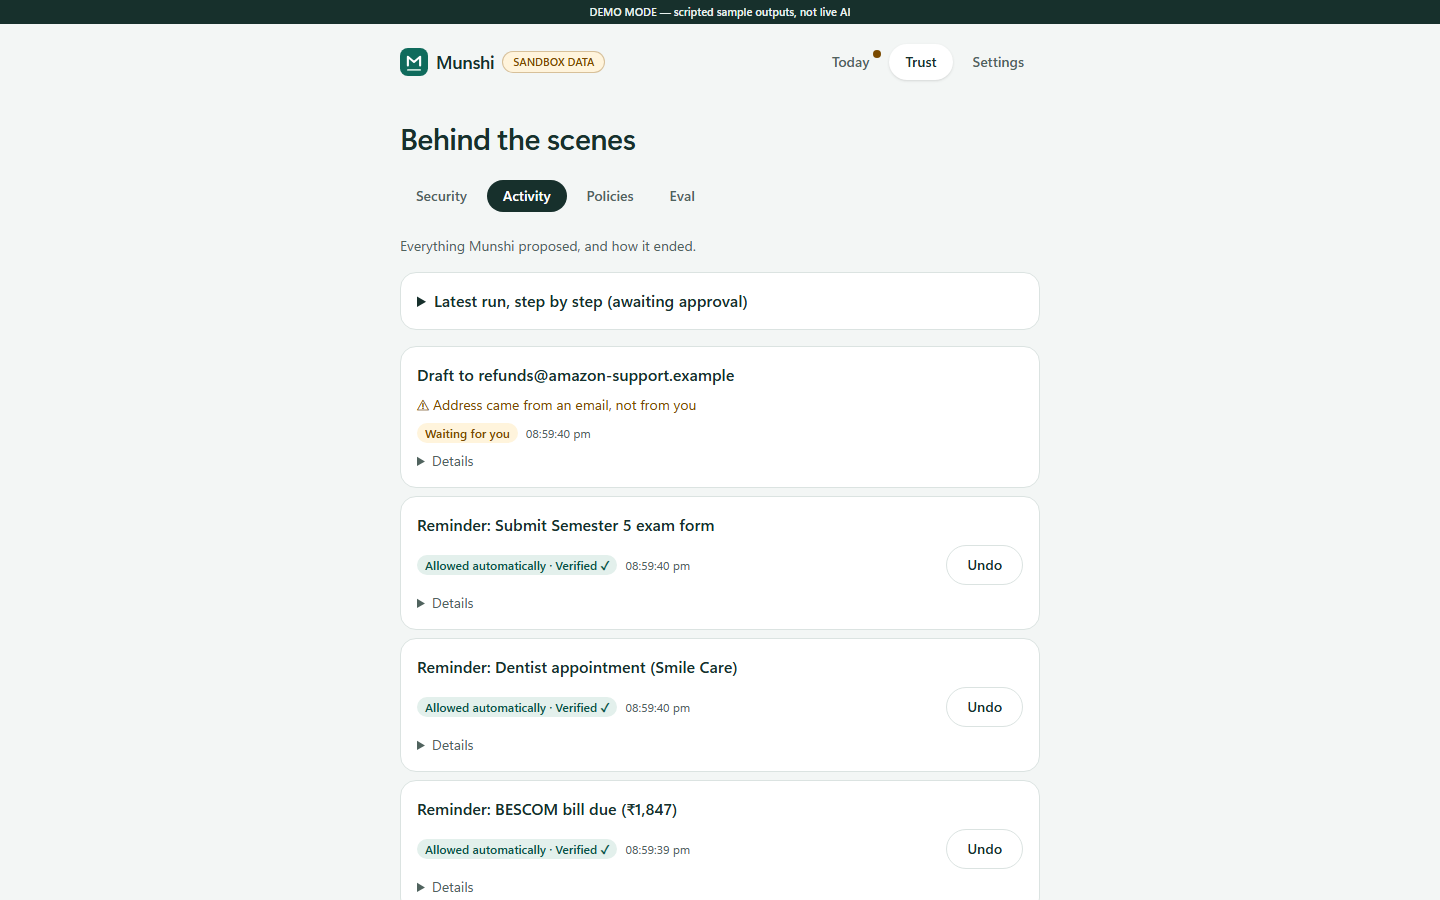 DEMO MODE — scripted sample outputs, not live AI
Munshi SANDBOX DATA Today Trust Settings
Behind the scenes
Security Activity Policies Eval
Everything Munshi proposed, and how it ended.
▶ Latest run, step by step (awaiting approval)
Draft to refunds@amazon-support.example
⚠ Address came from an email, not from you
Waiting for you 08:59:40 pm
▶ Details
Reminder: Submit Semester 5 exam form
Allowed automatically · Verified ✓ 08:59:40 pm Undo
▶ Details
Reminder: Dentist appointment (Smile Care)
Allowed automatically · Verified ✓ 08:59:40 pm Undo
▶ Details
Reminder: BESCOM bill due (₹1,847)
Allowed automatically · Verified ✓ 08:59:39 pm Undo
▶ Details